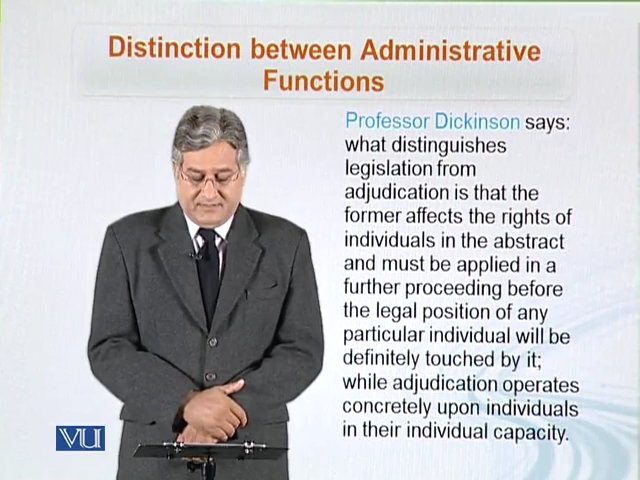 Distinction between Administrative
Functions
Professor Dickinson says:
what distinguishes
legislation from
adjudication is that the
former affects the rights of
individuals in the abstract
and must be applied in a
further proceeding before
the legal position of any
particular individual will be
definitely touched by it;
while adjudication operates
concretely upon individuals
in their individual capacity.
VU